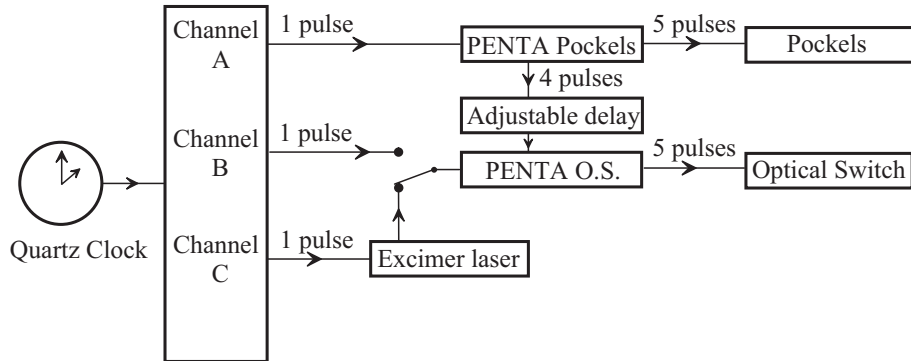 Channel
A
1 pulse
PENTA Pockels
5 pulses
Pockels
4 pulses
Adjustable delay
Channel
B
1 pulse
PENTA O.S.
5 pulses
Optical Switch
Quartz Clock
Channel
C
1 pulse
Excimer laser